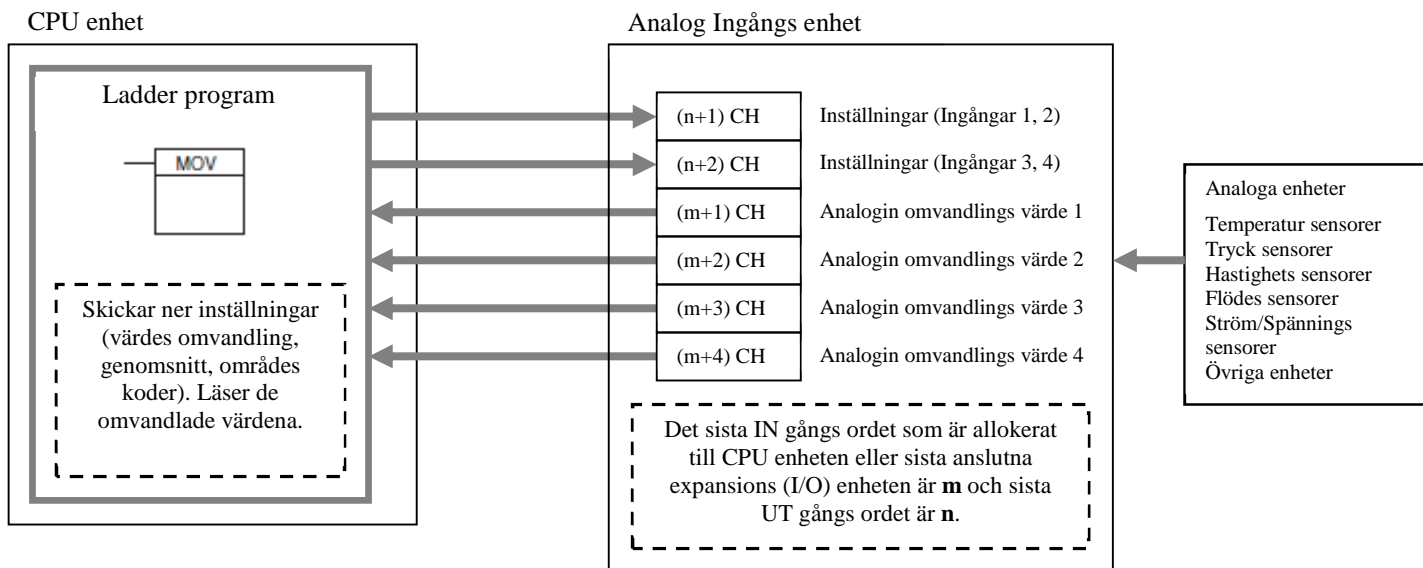 CPU enhet
Ladder program
MOV
Skickar ner inställningar
(värdes omvandling,
genomsnitt, områdes
koder). Läser de
omvandlade värdena.
Analog Ingångs enhet
(n+1) CH Inställningar (Ingångar 1, 2)
(n+2) CH Inställningar (Ingångar 3, 4)
(m+1) CH Analogin omvandlings värde 1
(m+2) CH Analogin omvandlings värde 2
(m+3) CH Analogin omvandlings värde 3
(m+4) CH Analogin omvandlings värde 4
Det sista IN gångs ordet som är allokerat
till CPU enheten eller sista anslutna
expansions (I/O) enheten är m och sista
UT gångs ordet är n.
Analoga enheter
Temperatur sensorer
Tryck sensorer
Hastighets sensorer
Flödes sensorer
Ström/Spännings
sensorer
Övriga enheter